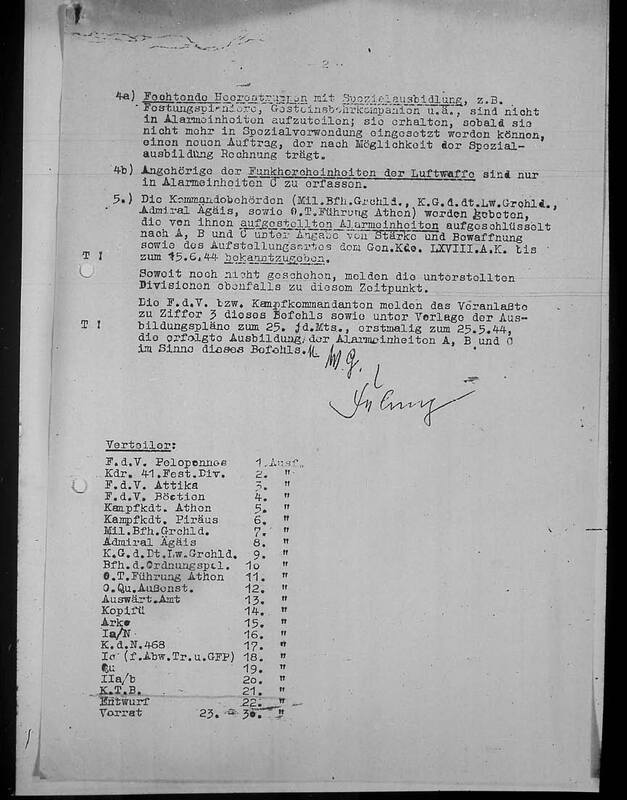 - 2 -
4a) Fechtende Heerestruppen mit Spezialausbildung, z.B.
Festungspioniere, Gesteinsbohrkompanien u.ä., sind nicht
in Alarmeinheiten aufzuteilen; sie erhalten, sobald sie
nicht mehr in Spezialverwendung eingesetzt werden können,
einen neuen Auftrag, der nach Möglichkeit der Spezial-
ausbildung Rechnung trägt.
4b) Angehörige der Funkhorcheinheiten der Luftwaffe sind nur
in Alarmeinheiten C zu erfassen.
5.) Die Kommandobehörden (Mil.Bfh.Grchld., K.G.d.dt.Lw.Grchld.,
Admiral Ägäis, sowie O.T.Führung Athen) werden gebeten,
die von ihnen aufgestellten Alarmeinheiten aufgeschlüsselt
nach A, B und C unter Angabe von Stärke und Bewaffnung
sowie des Aufstellungsortes dem Gen.Kdo. LXVIII.A.K. bis
T ! zum 15.6.44 bekanntzugeben.
Soweit noch nicht geschehen, melden die unterstellten
Divisionen ebenfalls zu diesem Zeitpunkt.
Die F.d.V. bzw. Kampfkommandanten melden das Veranlaßte
zu Ziffer 3 dieses Befehls sowie unter Vorlage der Aus-
T ! bildungspläne zum 25. jd.Mts., erstmalig zum 25.5.44,
die erfolgte Ausbildung der Alarmeinheiten A, B und C
im Sinne dieses Befehls.
Verteiler:
F.d.V. Peloponnes 1.Ausf.
Kdr. 41.Fest.Div. 2. "
F.d.V. Attika 3. "
F.d.V. Böotien 4. "
Kampfkdt. Athen 5. "
Kampfkdt. Piräus 6. "
Mil.Bfh.Grchld. 7. "
Admiral Ägäis 8. "
K.G.d.Dt.Lw.Grchld. 9. "
Bfh.d.Ordnungspol. 10 "
O.T.Führung Athen 11. "
O.Qu.Außenst. 12. "
Auswärt.Amt 13. "
Kopifü 14. "
Arko 15. "
Ia/N 16. "
K.d.N.468 17. "
Ic (f.Abw.Tr.u.GFP) 18. "
Qu 19. "
IIa/b 20. "
K.T.B. 21. "
Entwurf 22. "
Vorrat 23. - 30. "